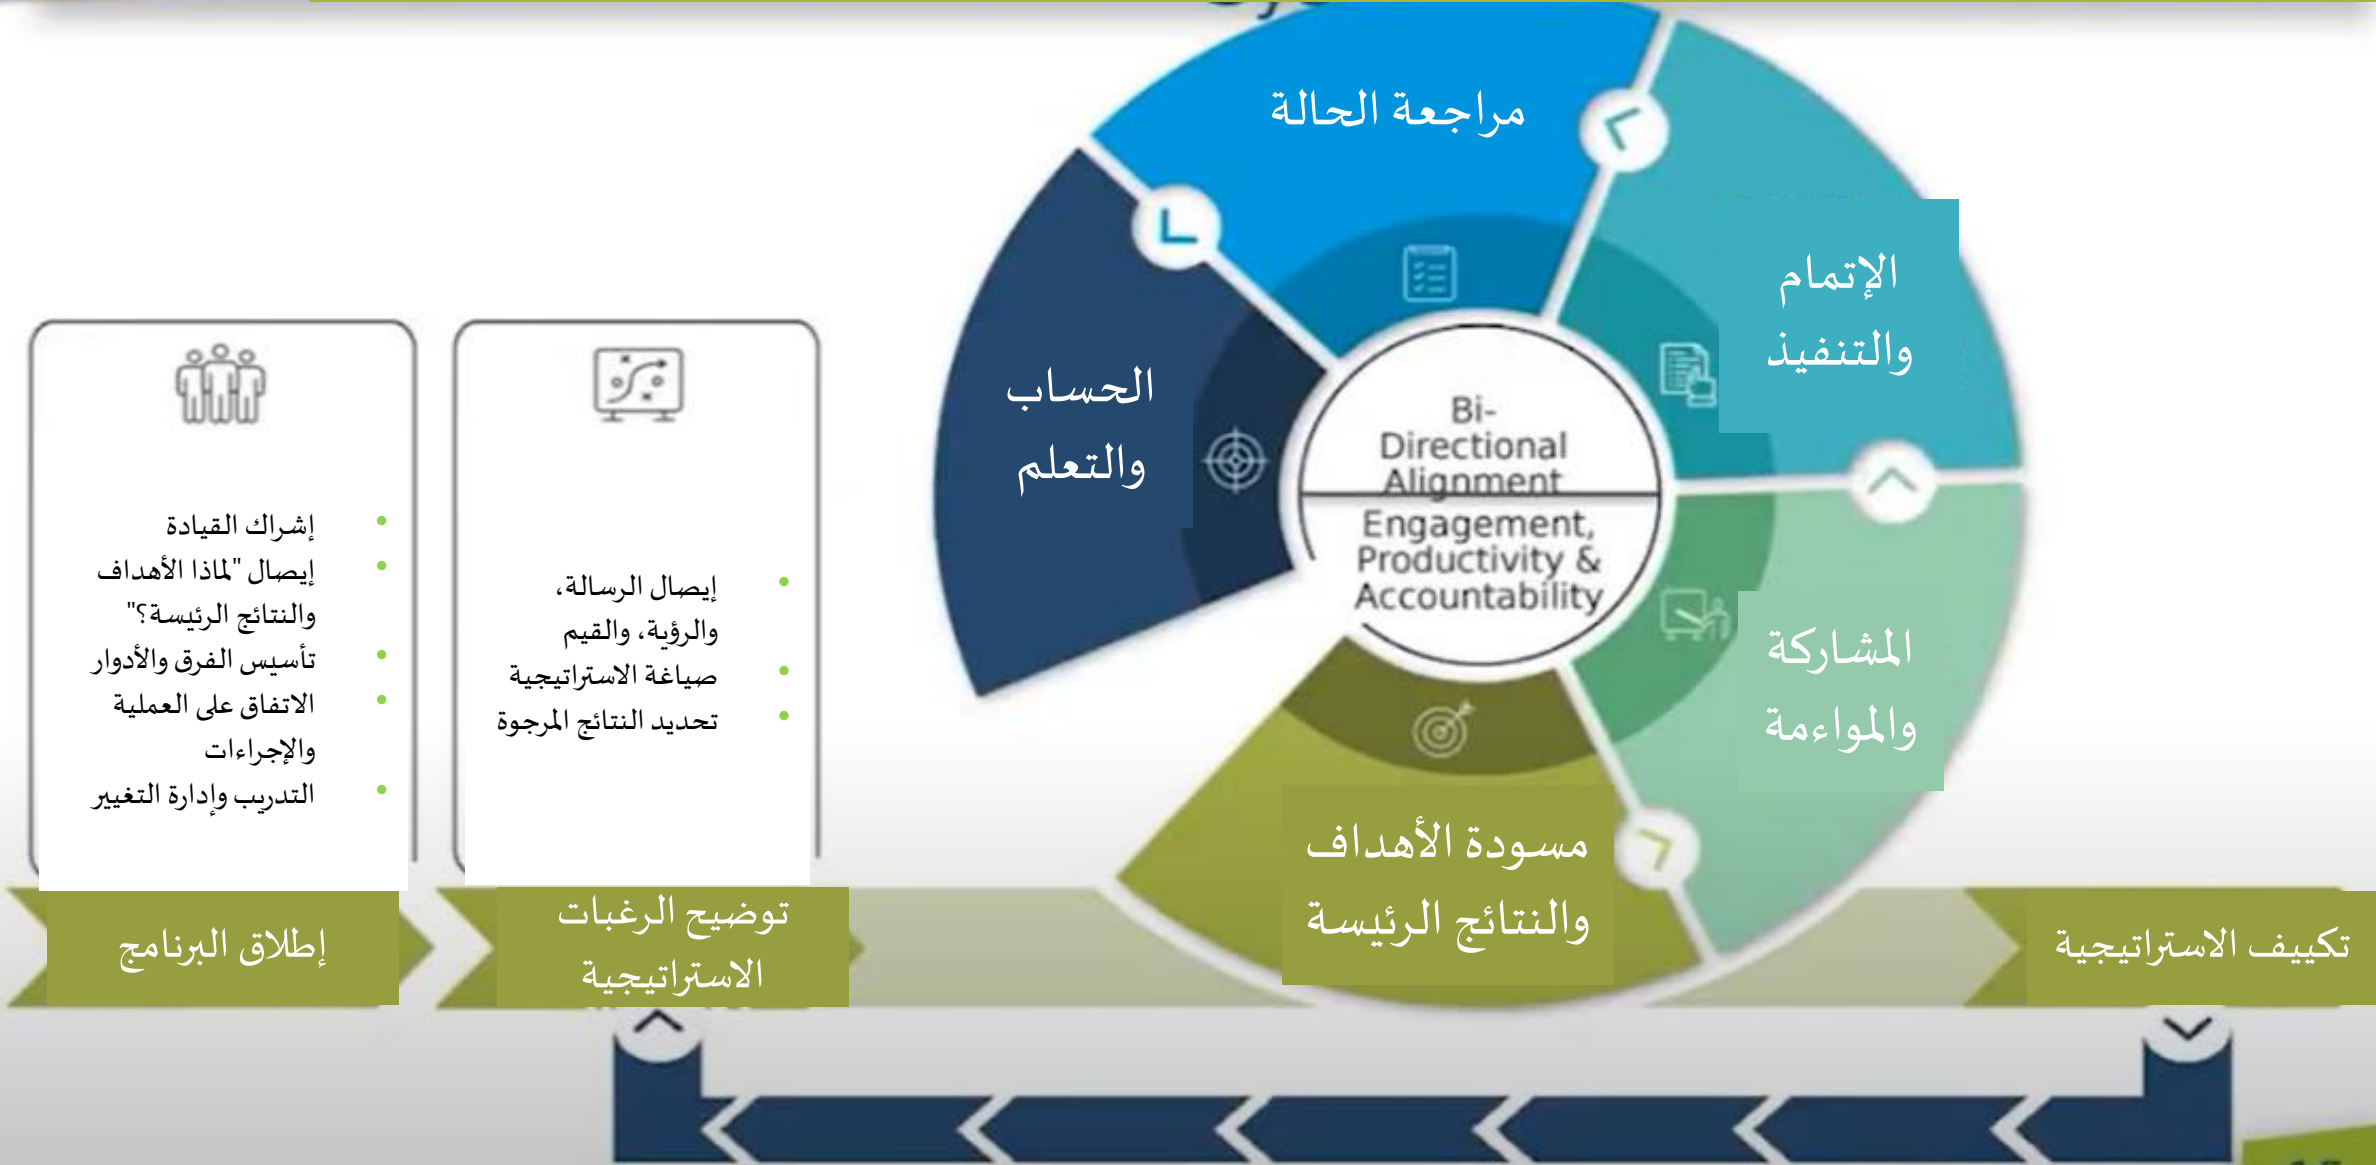 مراجعة الحالة
الإتمام
والتنفيذ
الحساب
والتعلم
Bi-
Directional
Alignment
Engagement,
Productivity &
Accountability
المشاركة
والمواءمة
مسودة الأهداف
والنتائج الرئيسة
إشراك القيادة
إيصال "لماذا الأهداف
والنتائج الرئيسة؟"
تأسيس الفرق والأدوار
الاتفاق على العملية
والإجراءات
التدريب وإدارة التغيير
إيصال الرسالة،
والرؤية، والقيم
صياغة الاستراتيجية
تحديد النتائج المرجوة
إطلاق البرنامج
توضيح الرغبات
الاستراتيجية
تكييف الاستراتيجية